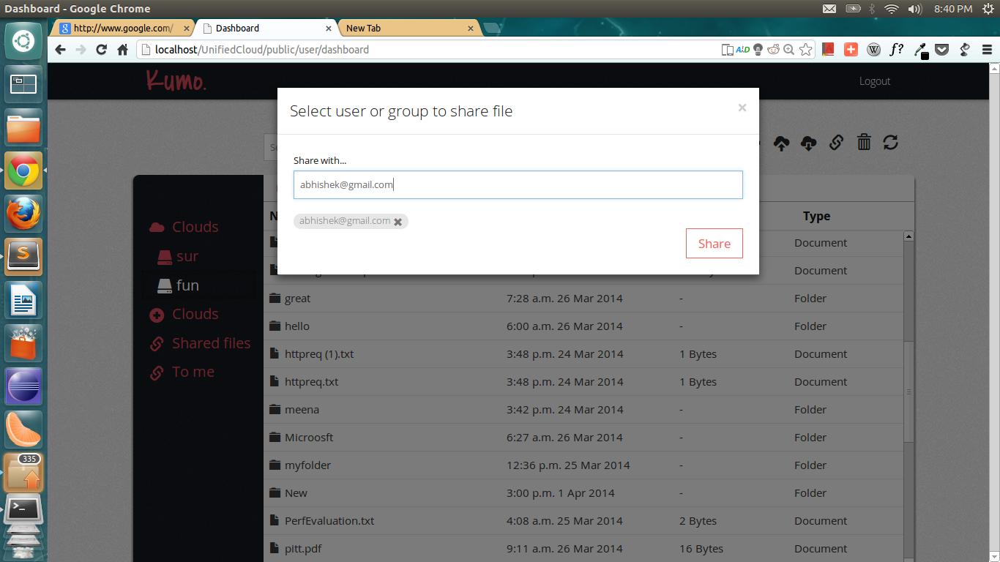 Dashboard - Google Chrome
8:40 PM
http://www.google.com/
Dashboard
New Tab
localhost/UnifiedCloud/public/user/dashboard
Kumo.
Logout
Select user or group to share file
Share with...
abhishek@gmail.com
abhishek@gmail.com
Share
Clouds
sur
fun
Clouds
Shared files
To me
Type
Document
Document
great 7:28 a.m. 26 Mar 2014 - Folder
hello 6:00 a.m. 26 Mar 2014 - Folder
httpreq (1).txt 3:48 p.m. 24 Mar 2014 1 Bytes Document
httpreq.txt 3:48 p.m. 24 Mar 2014 1 Bytes Document
meena 3:42 p.m. 24 Mar 2014 - Folder
Microosft 6:27 a.m. 26 Mar 2014 - Folder
myfolder 12:36 p.m. 25 Mar 2014 - Folder
New 3:00 p.m. 1 Apr 2014 - Folder
PerfEvaluation.txt 4:08 a.m. 25 Mar 2014 2 Bytes Document
pitt.pdf 9:11 a.m. 26 Mar 2014 16 Bytes Document
335